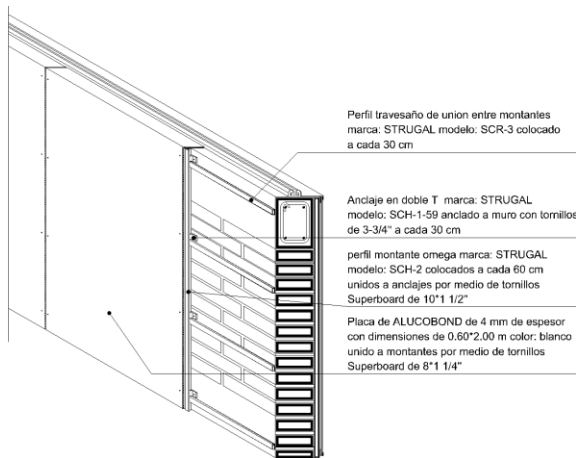 Perfil travesaño de union entre montantes
marca: STRUGAL modelo: SCR-3 colocado
a cada 30 cm
Anclaje en doble T marca: STRUGAL
modelo: SCH-1-59 anclado a muro con tornillos
de 3-3/4" a cada 30 cm
perfil montante omega marca: STRUGAL
modelo: SCH-2 colocados a cada 60 cm
unidos a anclajes por medio de tornillos
Superboard de 10*1 1/2"
Placa de ALUCOBOND de 4 mm de espesor
con dimensiones de 0.60*2.00 m color: blanco
unido a montantes por medio de tornillos
Superboard de 8*1 1/4"